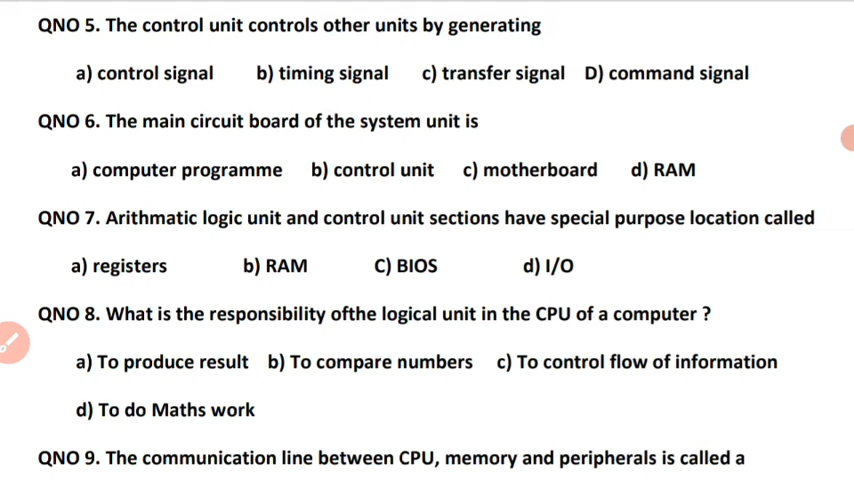 QNO 5. The control unit controls other units by generating
a) control signal b) timing signal c) transfer signal D) command signal
QNO 6. The main circuit board of the system unit is
a) computer programme b) control unit c) motherboard d) RAM
QNO 7. Arithmatic logic unit and control unit sections have special purpose location called
a) registers b) RAM C) BIOS d) I/O
QNO 8. What is the responsibility ofthe logical unit in the CPU of a computer ?
a) To produce result b) To compare numbers c) To control flow of information
d) To do Maths work
QNO 9. The communication line between CPU, memory and peripherals is called a